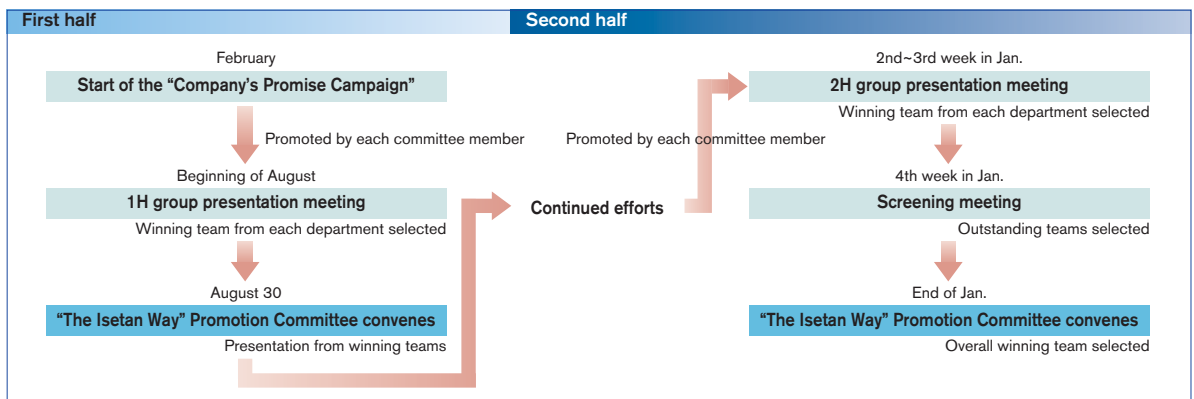 First half
February
Start of the “Company’s Promise Campaign”
Promoted by each committee member
Beginning of August
1H group presentation meeting
Winning team from each department selected
August 30
“The Isetan Way” Promotion Committee convenes
Presentation from winning teams
Continued efforts
Second half
Promoted by each committee member
2nd~3rd week in Jan.
2H group presentation meeting
Winning team from each department selected
4th week in Jan.
Screening meeting
Outstanding teams selected
End of Jan.
“The Isetan Way” Promotion Committee convenes
Overall winning team selected